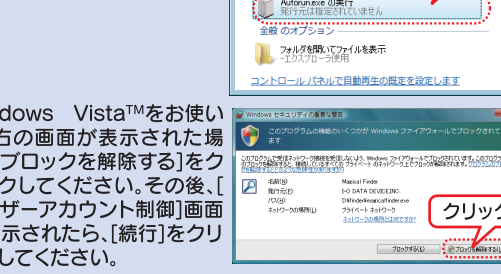 Autorun.exe の実行
発行元は指定されていません
全般 のオプション
フォルダを開いてファイルを表示
-エクスプローラ使用
コントロール パネルで自動再生の既定を設定します
dows Vista™をお使い
右の画面が表示された場
ブロックを解除する]をク
クしてください。その後、[
ザーアカウント制御]画面
示されたら、[続行]をクリ
してください。
Windows セキュリティの重要な警告
このプログラムの機能のいくつかが Windows ファイアウォールでブロックされて
ます
名前(N)
Magical Finder
発行元(P)
I-O DATA DEVICE,INC.
パス(H)
D:¥finder¥magicalfinder.exe
ネットワークの場所(L)
プライベート ネットワーク
ネットワークの場所とは何ですか?
クリック
ブロックする(K)
ブロックを解除する(U)